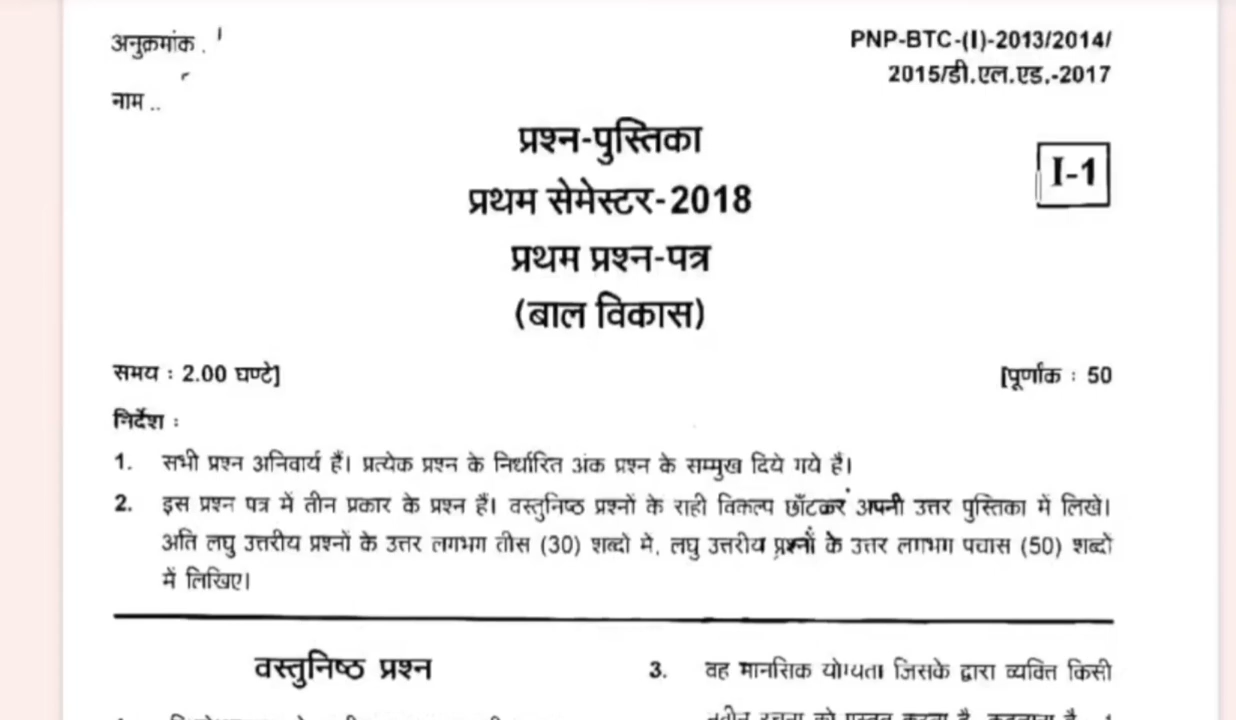 अनुक्रमांक .
PNP-BTC-(I)-2013/2014/
2015/डी.एल.एड.-2017
नाम ..
प्रश्न-पुस्तिका
I-1
प्रथम सेमेस्टर-2018
प्रथम प्रश्न-पत्र
(बाल विकास)
समय : 2.00 घण्टे]
[पूर्णांक : 50
निर्देश :
1. सभी प्रश्न अनिवार्य हैं। प्रत्येक प्रश्न के निर्धारित अंक प्रश्न के सम्मुख दिये गये हैं।
2. इस प्रश्न पत्र में तीन प्रकार के प्रश्न हैं। वस्तुनिष्ठ प्रश्नों के सही विकल्प छाँटकर अपनी उत्तर पुस्तिका में लिखें।
अति लघु उत्तरीय प्रश्नों के उत्तर लगभग तीस (30) शब्दो में, लघु उत्तरीय प्रश्नों के उत्तर लगभग पचास (50) शब्दों
में लिखिए।
वस्तुनिष्ठ प्रश्न
3. वह मानसिक योग्यता जिसके द्वारा व्यक्ति किसी